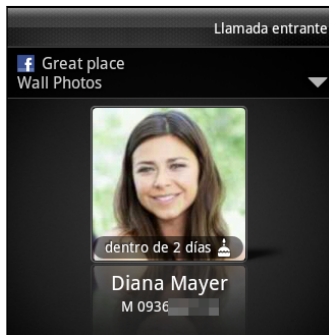 Llamada entrante
Great place
Wall Photos
dentro de 2 días
Diana Mayer
M 0936